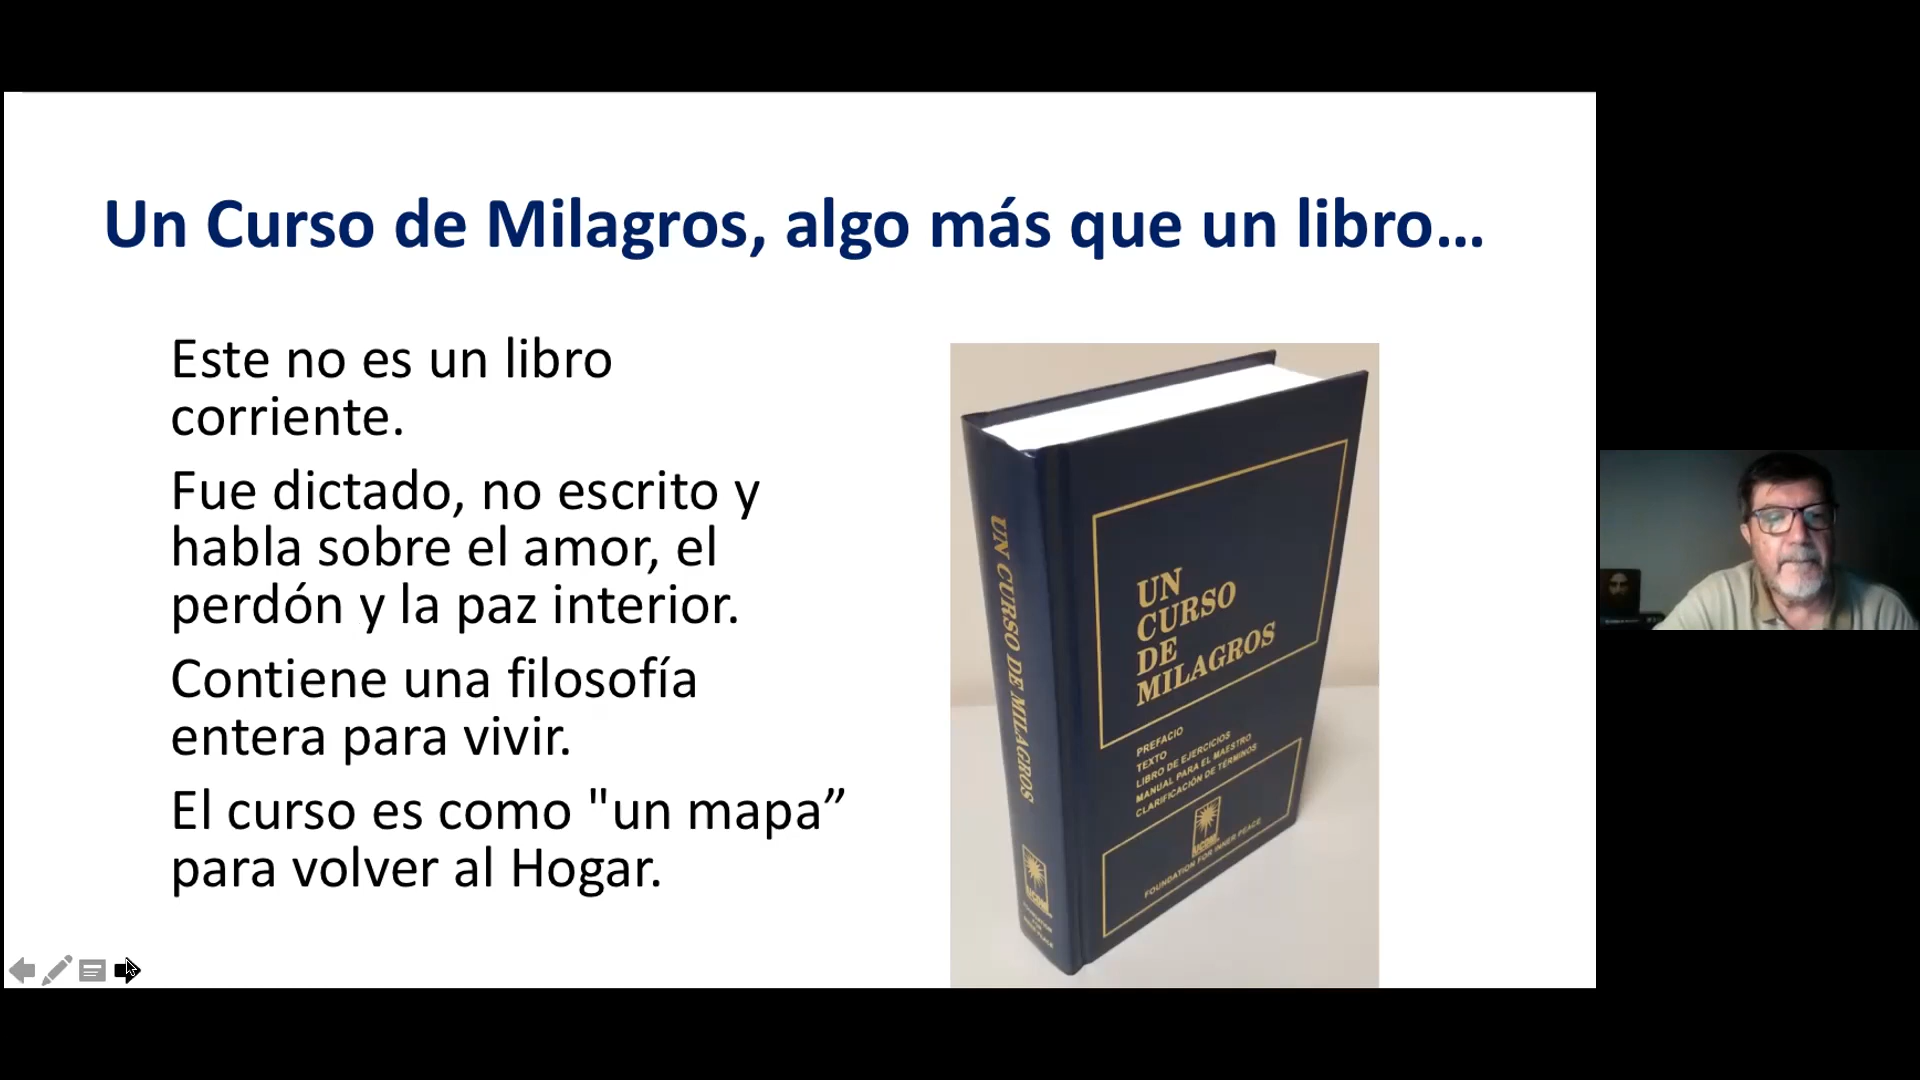 Un Curso de Milagros, algo más que un libro...
Este no es un libro
corriente.
Fue dictado, no escrito y
habla sobre el amor, el
perdón y la paz interior.
Contiene una filosofía
entera para vivir.
El curso es como "un mapa”
para volver al Hogar.
UN CURSO DE MILAGROS
UN
CURSO
DE
MILAGROS
PREFACIO
TEXTO
LIBRO DE EJERCICIOS
MANUAL PARA EL MAESTRO
CLARIFICACIÓN DE TÉRMINOS
FOUNDATION FOR INNER PEACE